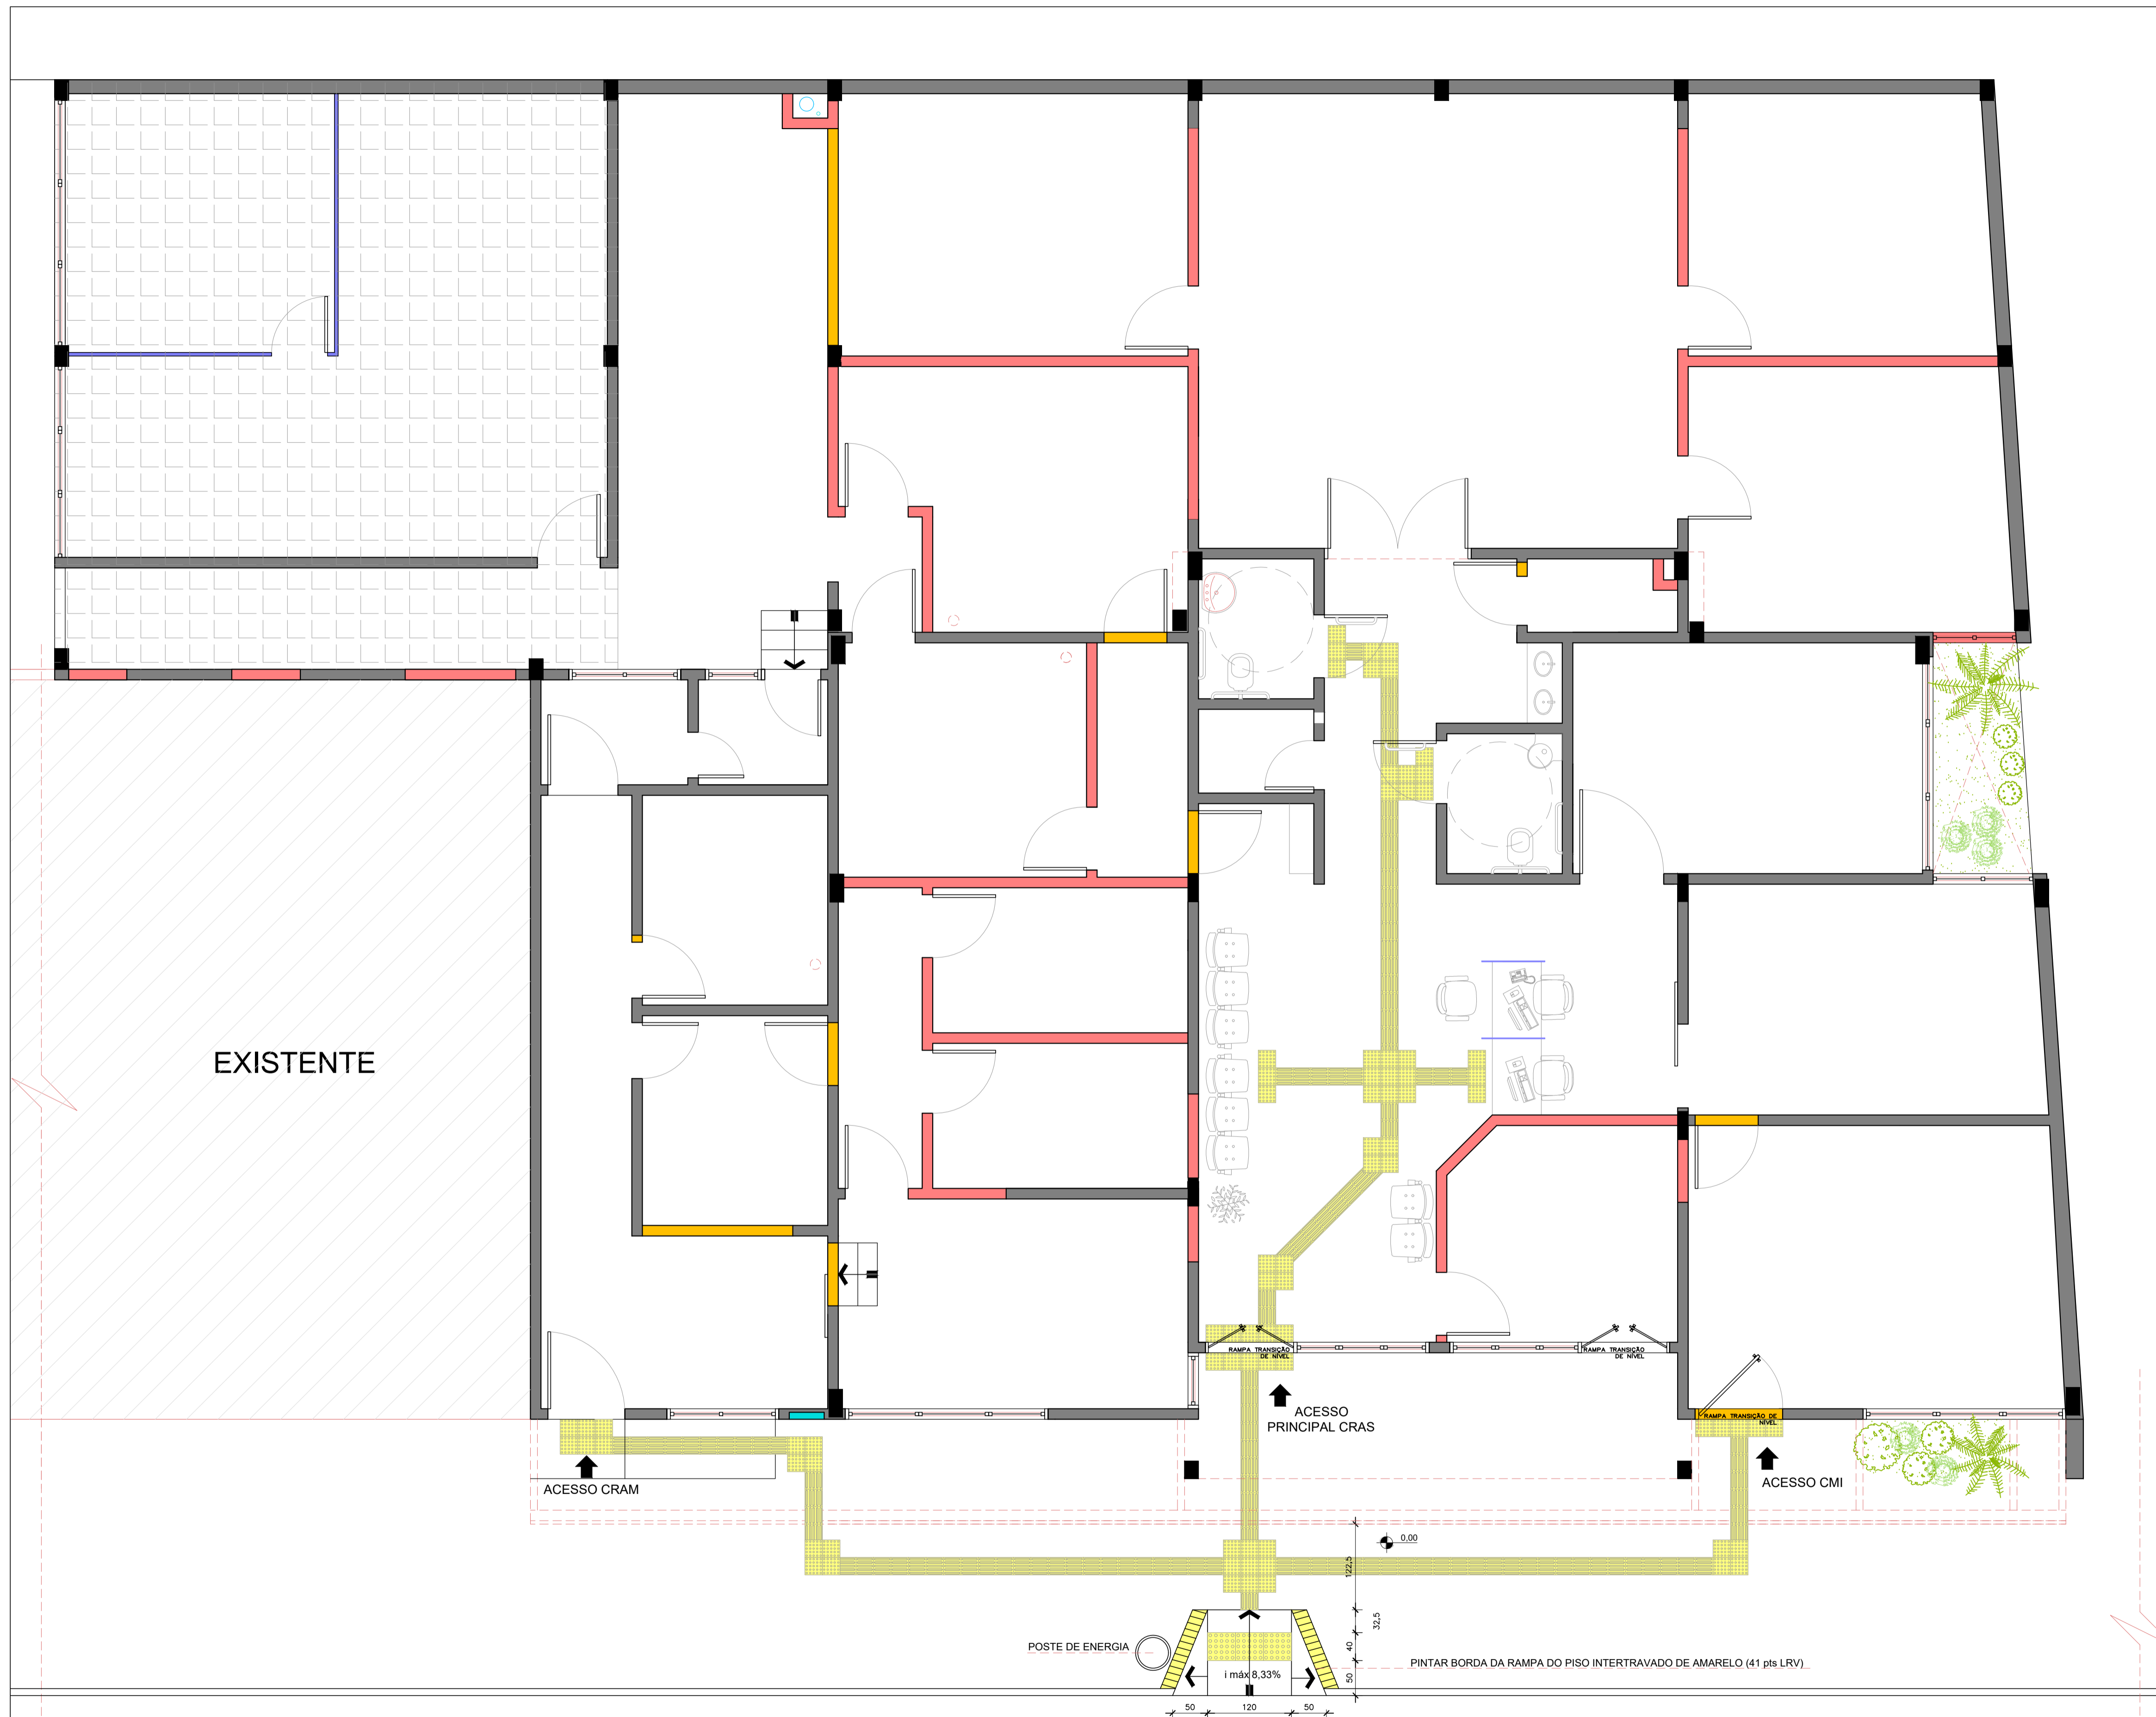 EXISTENTE
RAMPA TRANSIÇÃO
DE NÍVEL
RAMPA TRANSIÇÃO
DE NÍVEL
RAMPA TRANSIÇÃO DE
NÍVEL
ACESSO
PRINCIPAL CRAS
ACESSO CRAM
ACESSO CMI
0,00
122,5
32,5
40
50
POSTE DE ENERGIA
i máx 8,33%
PINTAR BORDA DA RAMPA DO PISO INTERTRAVADO DE AMARELO (41 pts LRV)
50
120
50